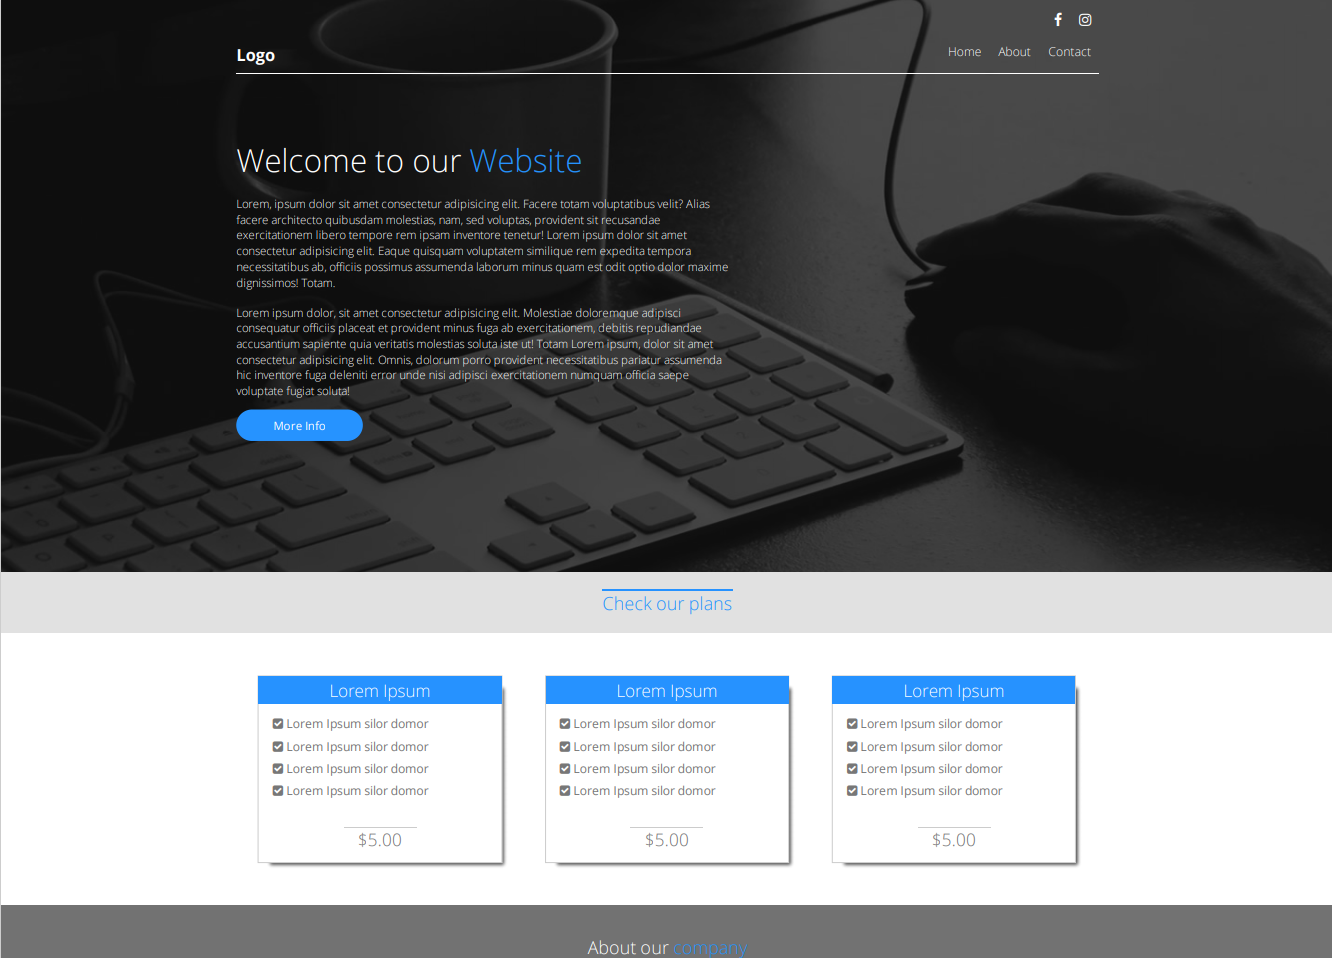 Logo
Home About Contact
Welcome to our Website
Lorem, ipsum dolor sit amet consectetur adipisicing elit. Facere totam voluptatibus velit? Alias
facere architecto quibusdam molestias, nam, sed voluptas, provident sit recusandae
exercitationem libero tempore rem ipsam inventore tenetur! Lorem ipsum dolor sit amet
consectetur adipisicing elit. Eaque quisquam voluptatem similique rem expedita tempora
necessitatibus ab, officiis possimus assumenda laborum minus quam est odit optio dolor maxime
dignissimos! Totam.
Lorem ipsum dolor, sit amet consectetur adipisicing elit. Molestiae doloremque adipisci
consequatur officiis placeat et provident minus fuga ab exercitationem, debitis repudiandae
accusantium sapiente quia veritatis molestias soluta iste ut! Totam Lorem ipsum, dolor sit amet
consectetur adipisicing elit. Omnis, dolorum porro provident necessitatibus pariatur assumenda
hic inventore fuga deleniti error unde nisi adipisci exercitationem numquam officia saepe
voluptate fugiat soluta!
More Info
Check our plans
Lorem Ipsum
Lorem Ipsum silor domor
Lorem Ipsum silor domor
Lorem Ipsum silor domor
Lorem Ipsum silor domor
$5.00
Lorem Ipsum
Lorem Ipsum silor domor
Lorem Ipsum silor domor
Lorem Ipsum silor domor
Lorem Ipsum silor domor
$5.00
Lorem Ipsum
Lorem Ipsum silor domor
Lorem Ipsum silor domor
Lorem Ipsum silor domor
Lorem Ipsum silor domor
$5.00
About our company